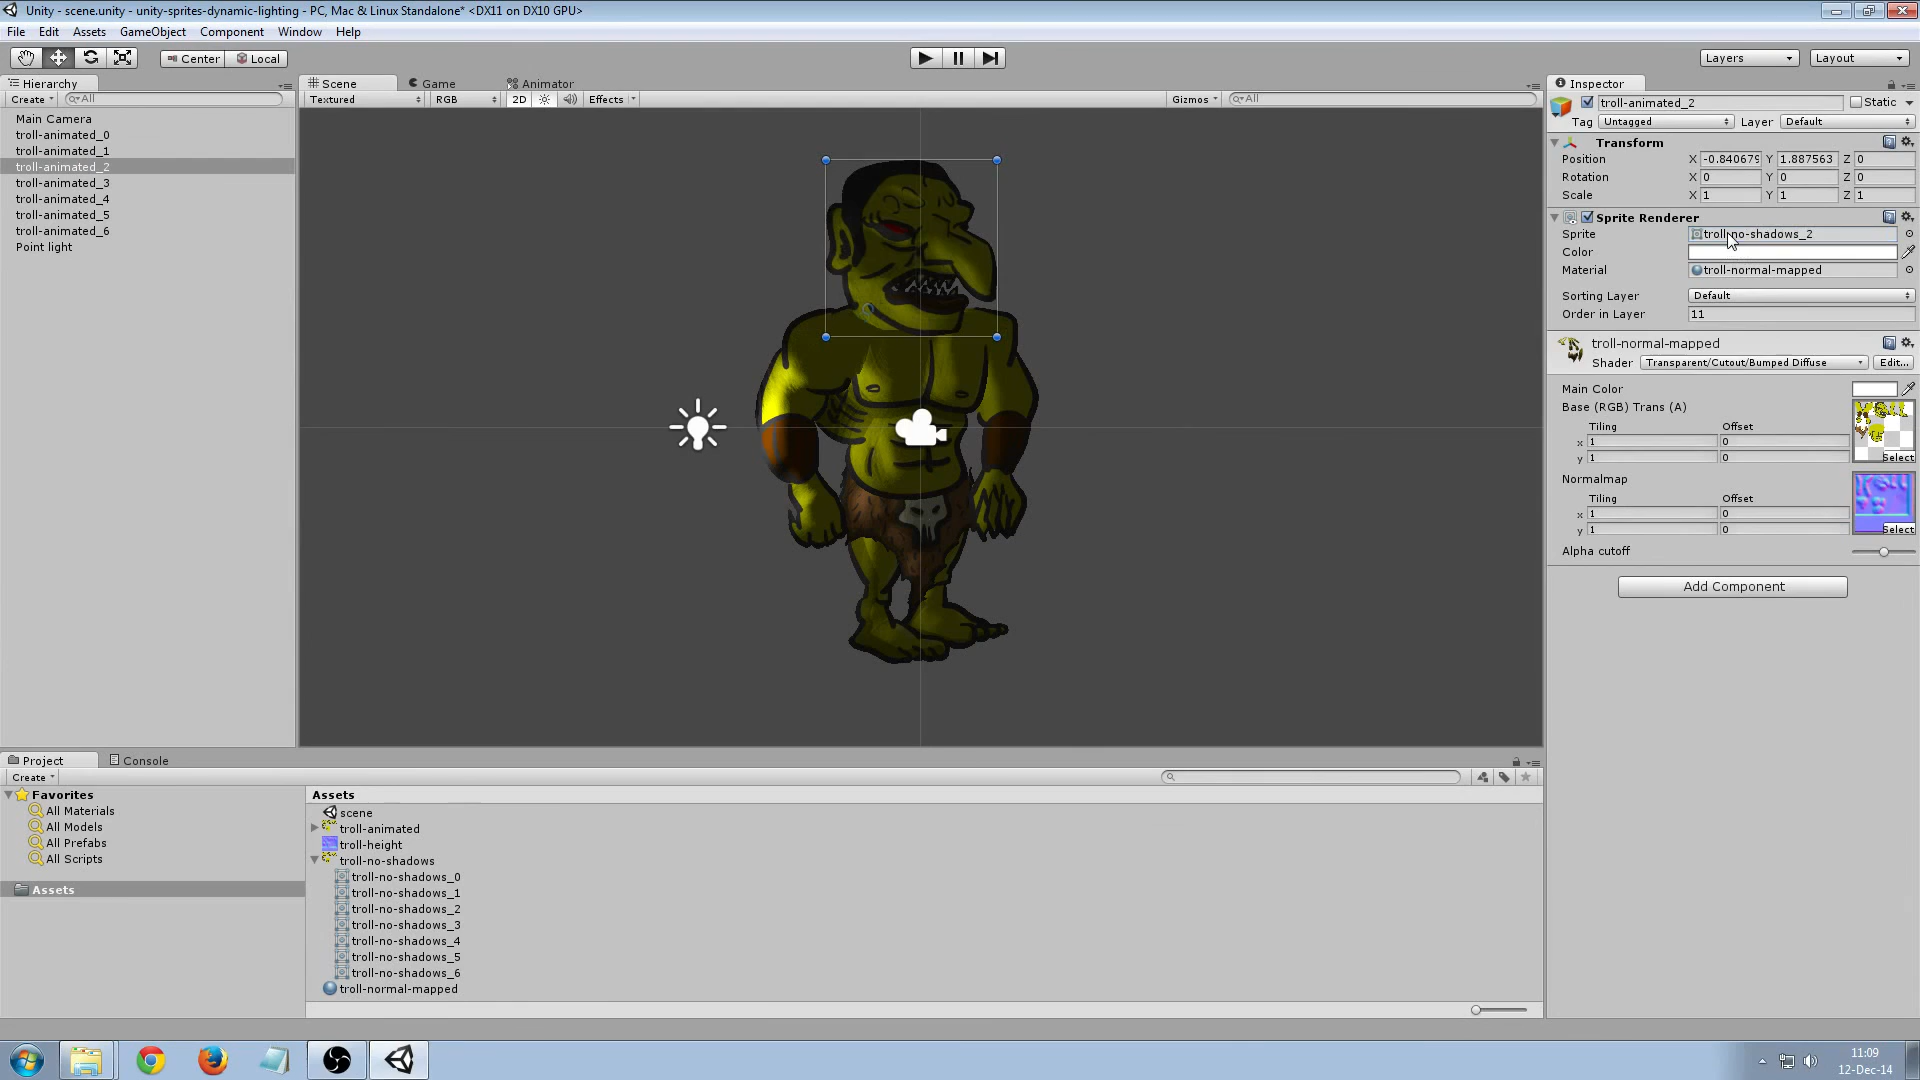 Unity - scene.unity - unity-sprites-dynamic-lighting - PC, Mac & Linux Standalone* <DX11 on DX10 GPU>
File Edit Assets GameObject Component Window Help
Center Local Layers Layout
Hierarchy
Create All
Main Camera
troll-animated_0
troll-animated_1
troll-animated_2
troll-animated_3
troll-animated_4
troll-animated_5
troll-animated_6
Point light
Scene Game Animator
Textured RGB 2D Effects Gizmos All
Inspector
troll-animated_2 Static
Tag Untagged Layer Default
Transform
Position X -0.840679 Y 1.887563 Z 0
Rotation X 0 Y 0 Z 0
Scale X 1 Y 1 Z 1
Sprite Renderer
Sprite troll-no-shadows_2
Color
Material troll-normal-mapped
Sorting Layer Default
Order in Layer 11
troll-normal-mapped
Shader Transparent/Cutout/Bumped Diffuse Edit...
Main Color
Base (RGB) Trans (A)
Tiling Offset
x 1 0
y 1 0 Select
Normalmap
Tiling Offset
x 1 0
y 1 0 Select
Alpha cutoff
Add Component
Project Console
Create
Favorites
All Materials
All Models
All Prefabs
All Scripts
Assets
Assets
scene
troll-animated
troll-height
troll-no-shadows
troll-no-shadows_0
troll-no-shadows_1
troll-no-shadows_2
troll-no-shadows_3
troll-no-shadows_4
troll-no-shadows_5
troll-no-shadows_6
troll-normal-mapped
11:09
12-Dec-14